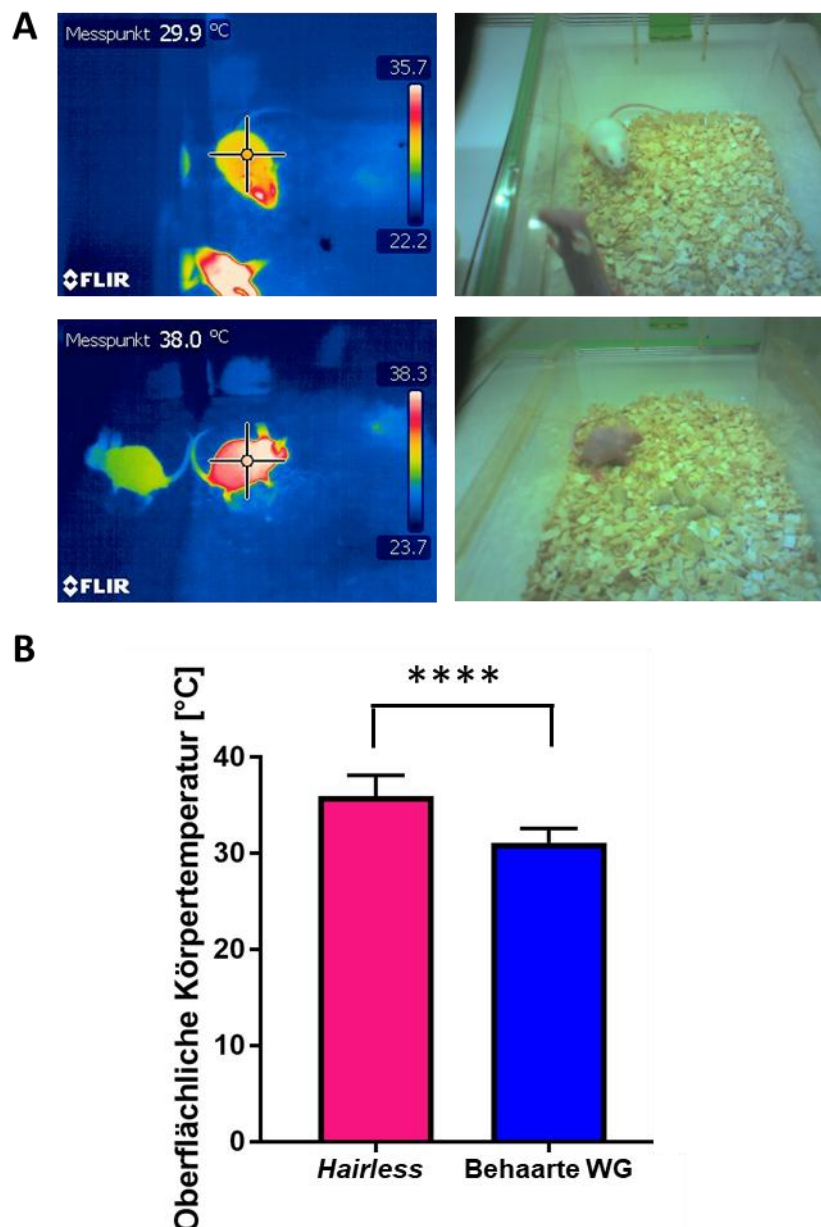 A
Messpunkt 29.9 °C
35.7
22.2
FLIR
Messpunkt 38.0 °C
38.3
23.7
FLIR
B
Oberflächliche Körpertemperatur [°C]
****
40
30
20
10
0
Hairless
Behaarte WG